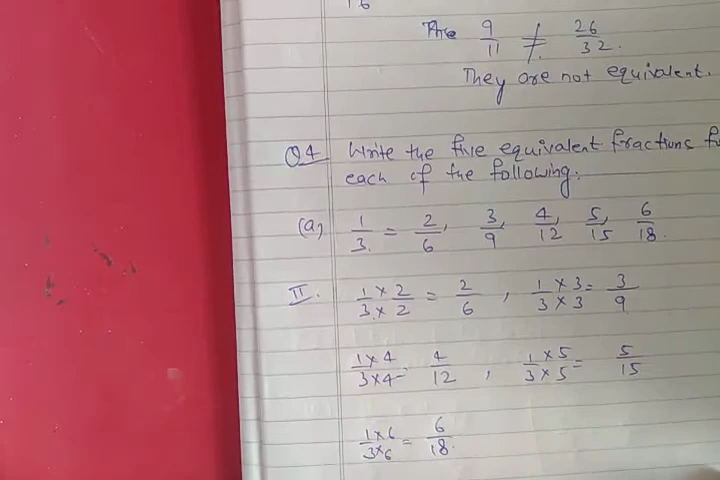 16
The 9/11 ≠ 26/32.
They are not equivalent.
Q4 Write the five equivalent fractions
each of the following.
(a) 1/3 = 2/6, 3/9, 4/12, 5/15, 6/18.
II. 1×2/3×2 = 2/6, 1×3/3×3 = 3/9
1×4/3×4 = 4/12, 1×5/3×5 = 5/15
1×6/3×6 = 6/18.